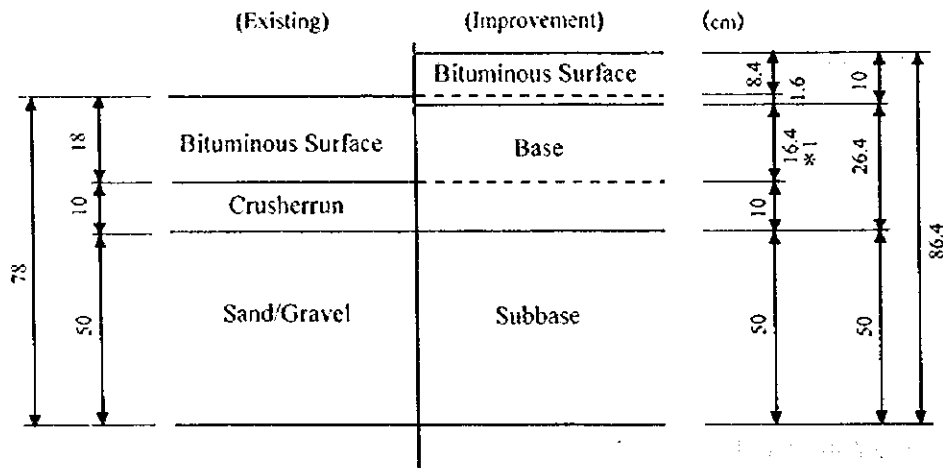 (Existing) (Improvement) (cm)
Bituminous Surface 8.4 1.6 10
Bituminous Surface Base 18 16.4 ※1 26.4
Crusherrun 10 10
78 86.4
Sand/Gravel Subbase 50 50 50